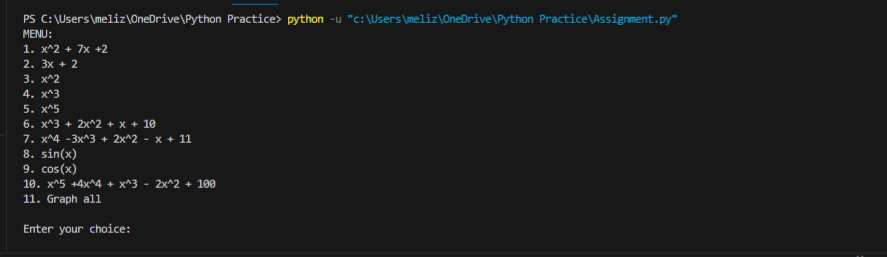 PS C:\Users\meliz\OneDrive\Python Practice> python -u "c:\Users\meliz\OneDrive\Python Practice\Assignment.py"
MENU:
1. x^2 + 7x +2
2. 3x + 2
3. x^2
4. x^3
5. x^5
6. x^3 + 2x^2 + x + 10
7. x^4 -3x^3 + 2x^2 - x + 11
8. sin(x)
9. cos(x)
10. x^5 +4x^4 + x^3 - 2x^2 + 100
11. Graph all
Enter your choice: